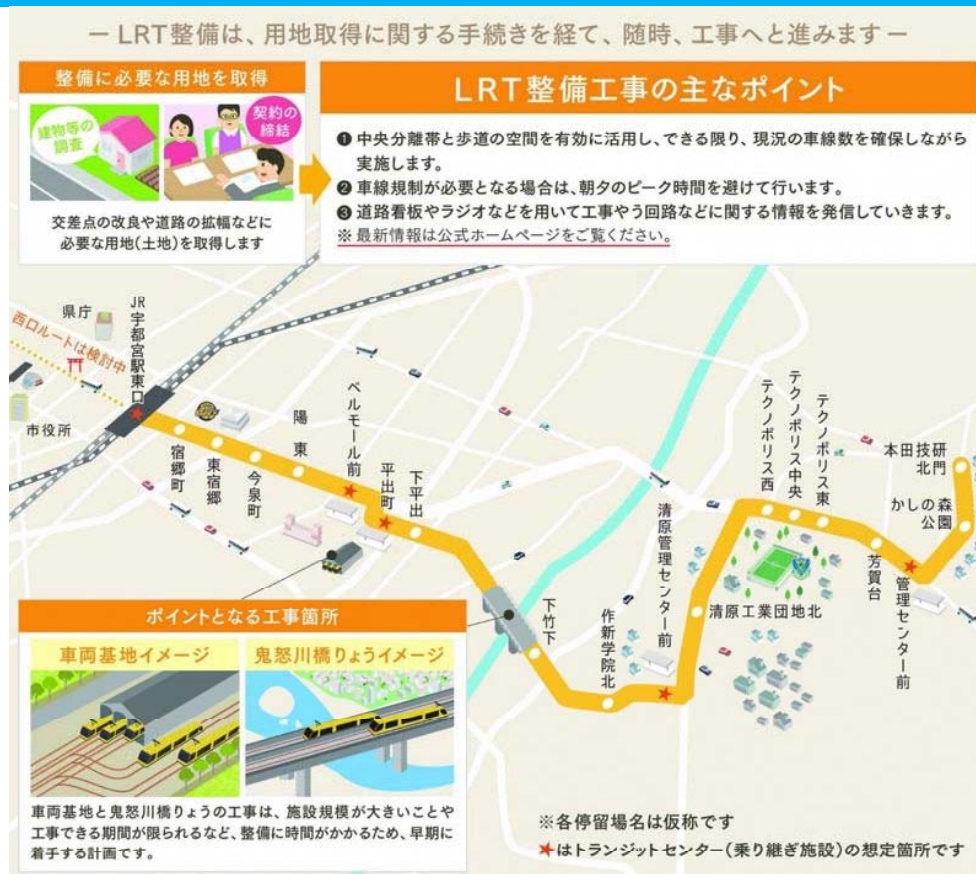 ― LRT整備は、用地取得に関する手続きを経て、随時、工事へと進みます ―
整備に必要な用地を取得
建物等の
調査
契約の
締結
交差点の改良や道路の拡幅などに
必要な用地(土地)を取得します
LRT整備工事の主なポイント
❶ 中央分離帯と歩道の空間を有効に活用し、できる限り、現況の車線数を確保しながら
実施します。
❷ 車線規制が必要となる場合は、朝夕のピーク時間を避けて行います。
❸ 道路看板やラジオなどを用いて工事やう回路などに関する情報を発信していきます。
※ 最新情報は公式ホームページをご覧ください。
県庁
西口ルートは検討中
市役所
JR宇都宮駅東口
宿郷町
東宿郷
今泉町
陽東
ベルモール前
平出町
下平出
下竹下
作新学院北
清原管理センター前
清原工業団地北
テクノポリス西
テクノポリス中央
テクノポリス東
芳賀台
管理センター前
かしの森
公園
本田技研
北門
ポイントとなる工事箇所
車両基地イメージ
鬼怒川橋りょうイメージ
車両基地と鬼怒川橋りょうの工事は、施設規模が大きいことや
工事できる期間が限られるなど、整備に時間がかかるため、早期に
着手する計画です。
※各停留場名は仮称です
★はトランジットセンター(乗り継ぎ施設)の想定箇所です